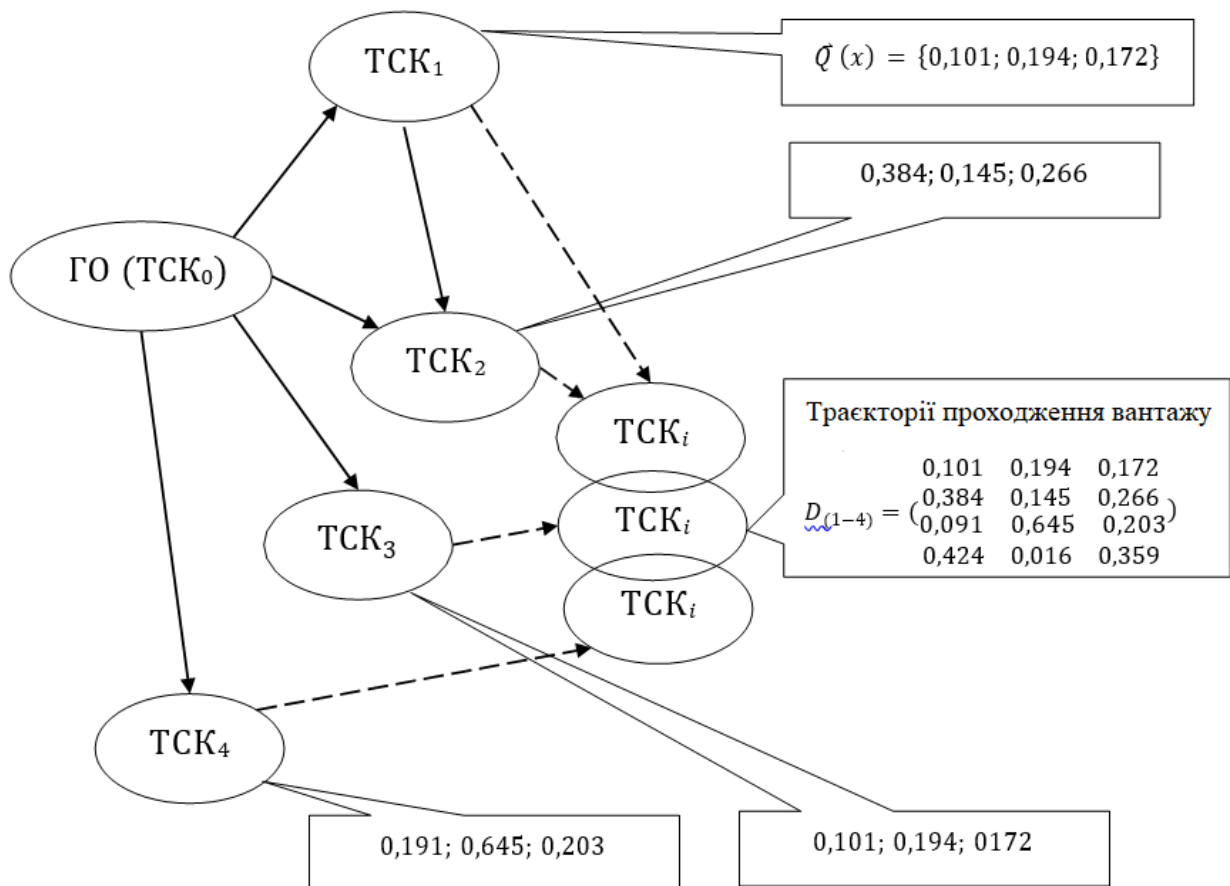 ТСК₁
Q⃗ (x) = {0,101; 0,194; 0,172}
0,384; 0,145; 0,266
ГО (ТСК₀)
ТСК₂
ТСКᵢ
Траєкторії проходження вантажу
0,101 0,194 0,172
0,384 0,145 0,266
D₍₁₋₄₎ = (
0,091 0,645 0,203)
0,424 0,016 0,359
ТСКᵢ
ТСК₃
ТСКᵢ
ТСК₄
0,191; 0,645; 0,203
0,101; 0,194; 0172